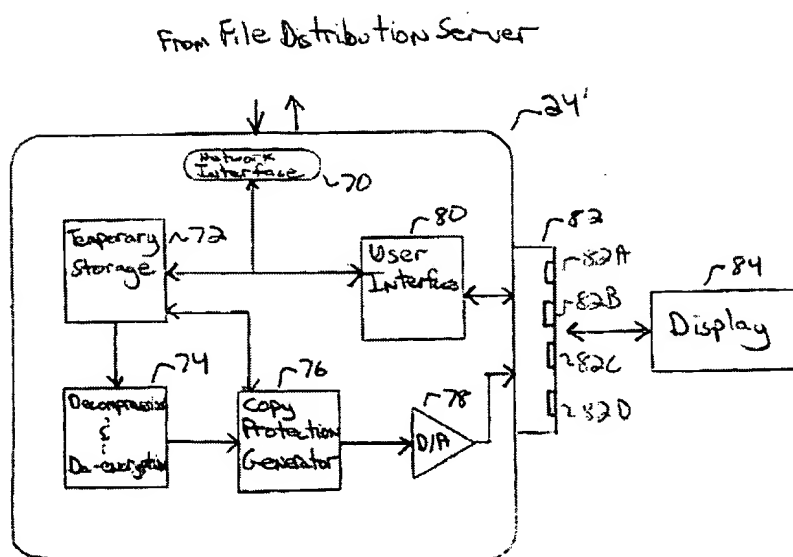 From File Distribution Server
24'
Network
Interface
70
Temporary
Storage
72
80
User
Interface
82
82A
82B
82C
82D
84
Display
74
Decompression
&
De-encryption
76
Copy
Protection
Generator
78
D/A